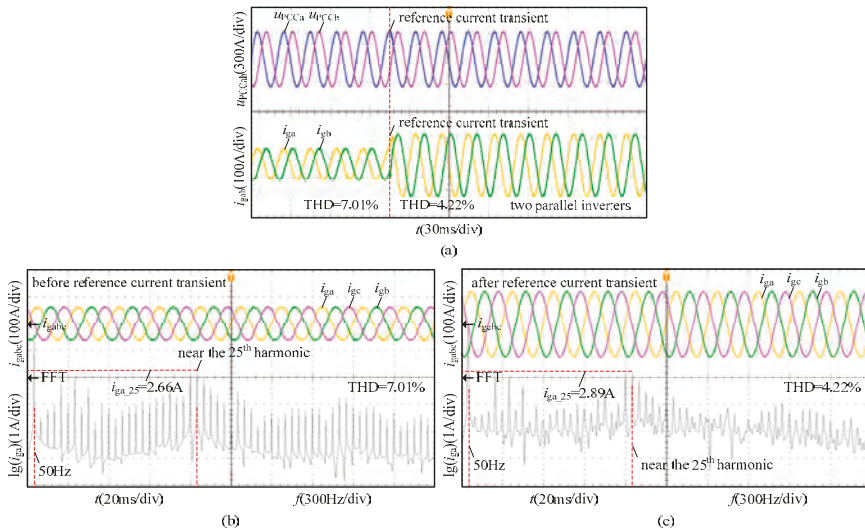 uPCCa uPCCb
reference current transient
uPCCab(300A/div)
reference current transient
iga
igb
igab(100A/div)
THD=7.01%
THD=4.22%
two parallel inverters
t(30ms/div)
(a)
before reference current transient
iga
igc
igb
igabc(100A/div)
igabc
near the 25th harmonic
FFT
iga_25=2.66A
THD=7.01%
lg(iga)(1A/div)
50Hz
t(20ms/div)
f(300Hz/div)
(b)
after reference current transient
iga
igc
igb
igabc(100A/div)
igabc
FFT
iga_25=2.89A
THD=4.22%
lg(iga)(1A/div)
50Hz
near the 25th harmonic
t(20ms/div)
f(300Hz/div)
(c)